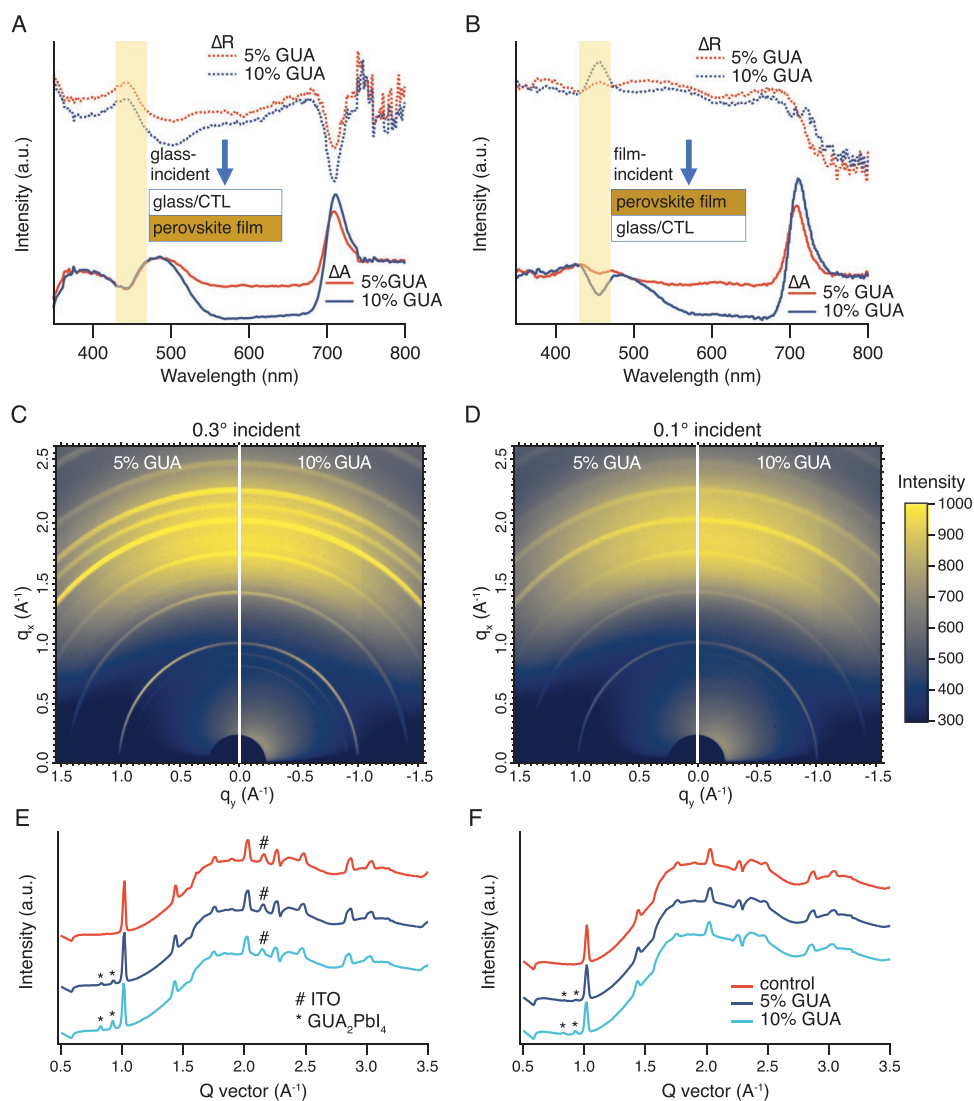 A
ΔR
5% GUA
10% GUA
glass-
incident
glass/CTL
perovskite film
ΔA
5%GUA
10% GUA
Intensity (a.u.)
400 500 600 700 800
Wavelength (nm)
B
ΔR
5% GUA
10% GUA
film-
incident
perovskite film
glass/CTL
ΔA
5% GUA
10% GUA
Intensity (a.u.)
400 500 600 700 800
Wavelength (nm)
C
0.3° incident
5% GUA 10% GUA
2.5
2.0
1.5
1.0
0.5
0.0
qₓ (A⁻¹)
1.5 1.0 0.5 0.0 -0.5 -1.0 -1.5
q_y (A⁻¹)
D
0.1° incident
5% GUA 10% GUA
2.5
2.0
1.5
1.0
0.5
0.0
qₓ (A⁻¹)
1.5 1.0 0.5 0.0 -0.5 -1.0 -1.5
q_y (A⁻¹)
Intensity
1000
900
800
700
600
500
400
300
E
#
#
#
* *
* *
# ITO
* GUA₂PbI₄
Intensity (a.u.)
0.5 1.0 1.5 2.0 2.5 3.0 3.5
Q vector (A⁻¹)
F
* *
* *
control
5% GUA
10% GUA
Intensity (a.u.)
0.5 1.0 1.5 2.0 2.5 3.0 3.5
Q vector (A⁻¹)